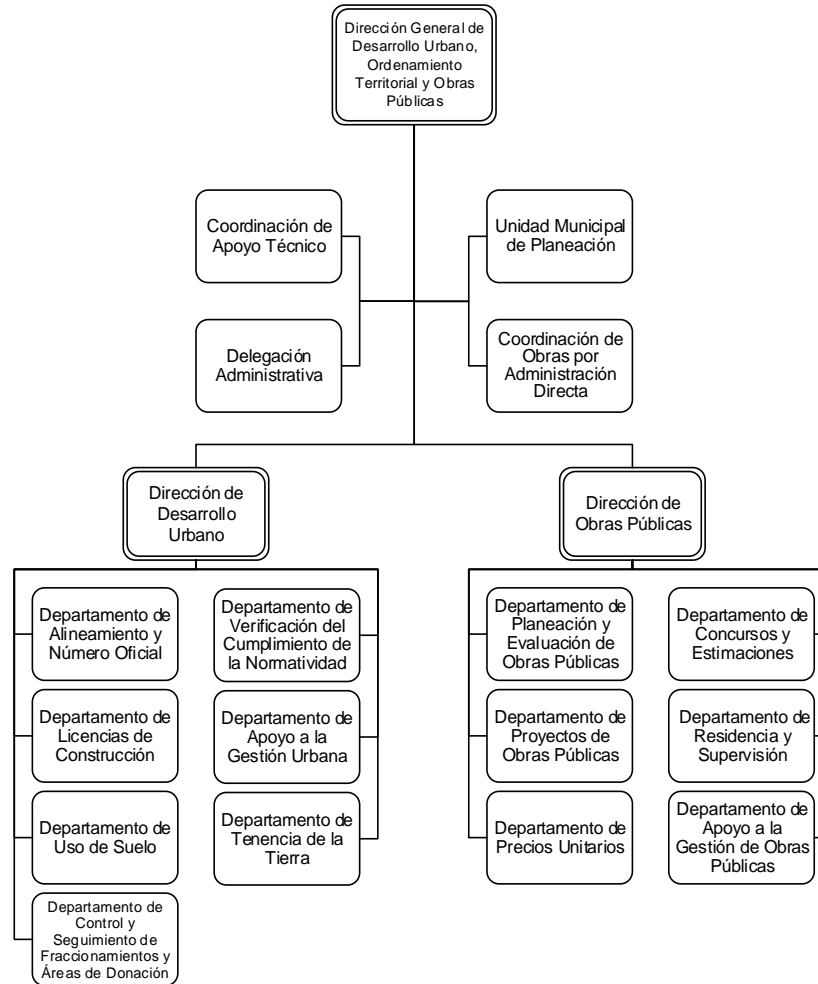 Dirección General de
Desarrollo Urbano,
Ordenamiento
Territorial y Obras
Públicas
Coordinación de
Apoyo Técnico
Unidad Municipal
de Planeación
Delegación
Administrativa
Coordinación de
Obras por
Administración
Directa
Dirección de
Desarrollo
Urbano
Dirección de
Obras Públicas
Departamento de
Alineamiento y
Número Oficial
Departamento de
Verificación del
Cumplimiento de
la Normatividad
Departamento de
Planeación y
Evaluación de
Obras Públicas
Departamento de
Concursos y
Estimaciones
Departamento de
Licencias de
Construcción
Departamento de
Apoyo a la
Gestión Urbana
Departamento de
Proyectos de
Obras Públicas
Departamento de
Residencia y
Supervisión
Departamento de
Uso de Suelo
Departamento de
Tenencia de la
Tierra
Departamento de
Precios Unitarios
Departamento de
Apoyo a la
Gestión de Obras
Públicas
Departamento de
Control y
Seguimiento de
Fraccionamientos y
Áreas de Donación